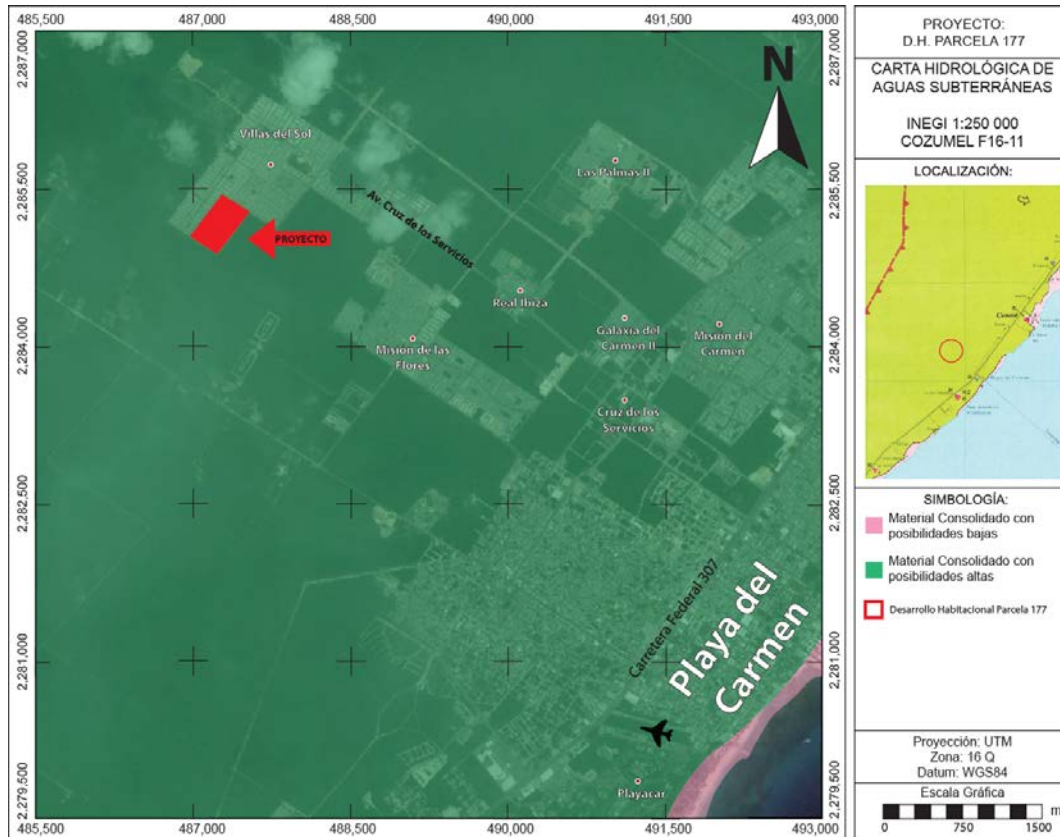 485,500
487,000
488,500
490,000
491,500
493,000
2,287,000
2,285,500
2,284,000
2,282,500
2,281,000
2,279,500
N
Villas del Sol
Las Palmas II
Av. Cruz de los Servicios
PROYECTO
Real Ibiza
Galaxia del
Carmen II
Misión del
Carmen
Misión de las
Flores
Cruz de los
Servicios
Carretera Federal 307
Playa del
Carmen
Playacar
2,287,000
2,285,500
2,284,000
2,282,500
2,281,000
2,279,500
485,500
487,000
488,500
490,000
491,500
493,000
PROYECTO:
D.H. PARCELA 177
CARTA HIDROLÓGICA DE
AGUAS SUBTERRÁNEAS
INEGI 1:250 000
COZUMEL F16-11
LOCALIZACIÓN:
SIMBOLOGÍA:
Material Consolidado con
posibilidades bajas
Material Consolidado con
posibilidades altas
Desarrollo Habitacional Parcela 177
Proyección: UTM
Zona: 16 Q
Datum: WGS84
Escala Gráfica
m
0 750 1500